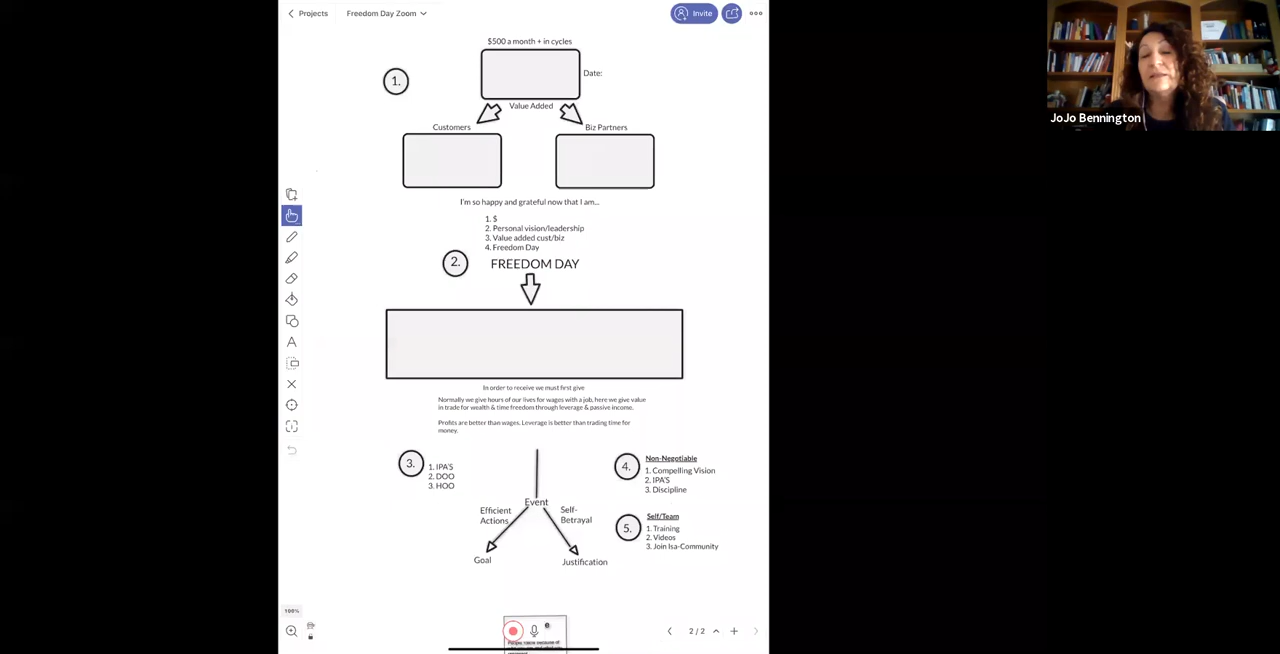 Projects
Freedom Day Zoom
Invite
$500 a month + in cycles
1.
Date:
Value Added
Customers
Biz Partners
I'm so happy and grateful now that I am...
1. $
2. Personal vision/leadership
3. Value added cust/biz
4. Freedom Day
2.
FREEDOM DAY
In order to receive we must first give
Normally we give hours of our lives for wages with a job, here we give value
in trade for wealth & time freedom through leverage & passive income.
Profits are better than wages. Leverage is better than trading time for
money.
3.
1. IPA'S
2. DOO
3. HOO
Event
Efficient
Actions
Self-
Betrayal
Goal
Justification
4.
Non-Negotiable
1. Compelling Vision
2. IPA'S
3. Discipline
5.
Self/Team
1. Training
2. Videos
3. Join Isa-Community
100%
2 / 2
JoJo Bennington